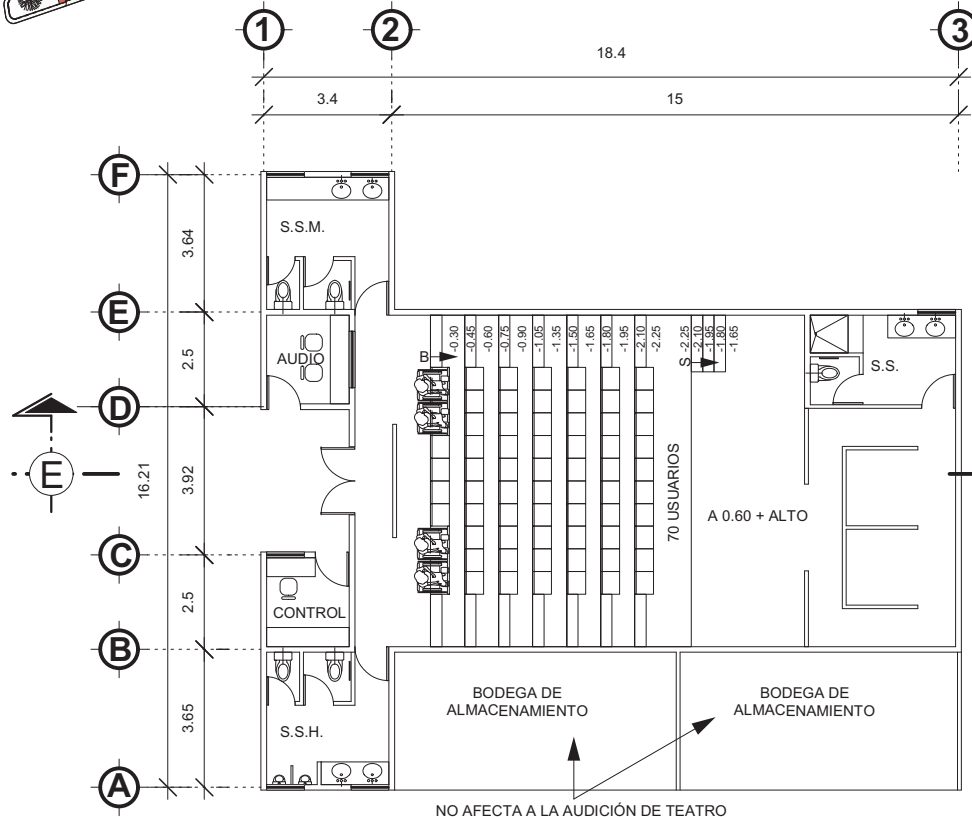 1
2
3
18.4
3.4
15
F
E
D
C
B
A
3.64
2.5
3.92
2.5
3.65
16.21
E
S.S.M.
AUDIO
CONTROL
S.S.H.
B
-0.30
-0.45
-0.60
-0.75
-0.90
-1.05
-1.35
-1.50
-1.65
-1.80
-1.95
-2.10
-2.25
S
-2.25
-2.10
-1.95
-1.80
-1.65
S.S.
70 USUARIOS
A 0.60 + ALTO
BODEGA DE
ALMACENAMIENTO
BODEGA DE
ALMACENAMIENTO
NO AFECTA A LA AUDICIÓN DE TEATRO